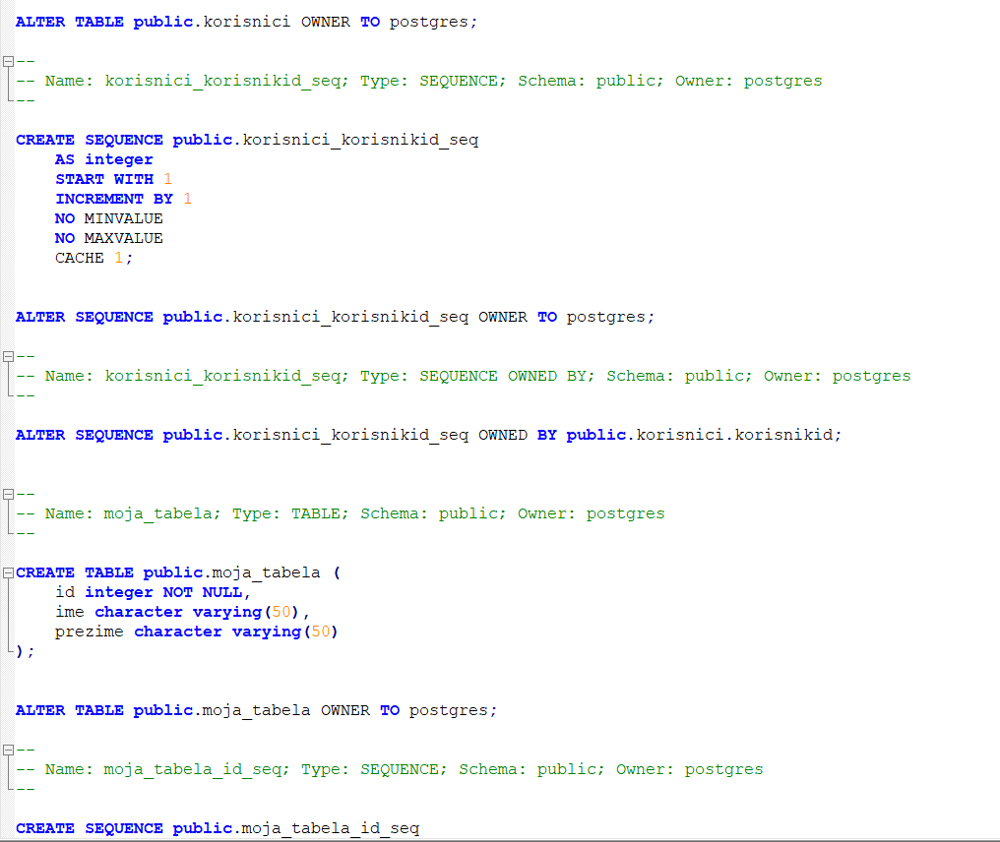 ALTER TABLE public.korisnici OWNER TO postgres;
--
-- Name: korisnici_korisnikid_seq; Type: SEQUENCE; Schema: public; Owner: postgres
--
CREATE SEQUENCE public.korisnici_korisnikid_seq
    AS integer
    START WITH 1
    INCREMENT BY 1
    NO MINVALUE
    NO MAXVALUE
    CACHE 1;
ALTER SEQUENCE public.korisnici_korisnikid_seq OWNER TO postgres;
--
-- Name: korisnici_korisnikid_seq; Type: SEQUENCE OWNED BY; Schema: public; Owner: postgres
--
ALTER SEQUENCE public.korisnici_korisnikid_seq OWNED BY public.korisnici.korisnikid;
--
-- Name: moja_tabela; Type: TABLE; Schema: public; Owner: postgres
--
CREATE TABLE public.moja_tabela (
    id integer NOT NULL,
    ime character varying(50),
    prezime character varying(50)
);
ALTER TABLE public.moja_tabela OWNER TO postgres;
--
-- Name: moja_tabela_id_seq; Type: SEQUENCE; Schema: public; Owner: postgres
--
CREATE SEQUENCE public.moja_tabela_id_seq